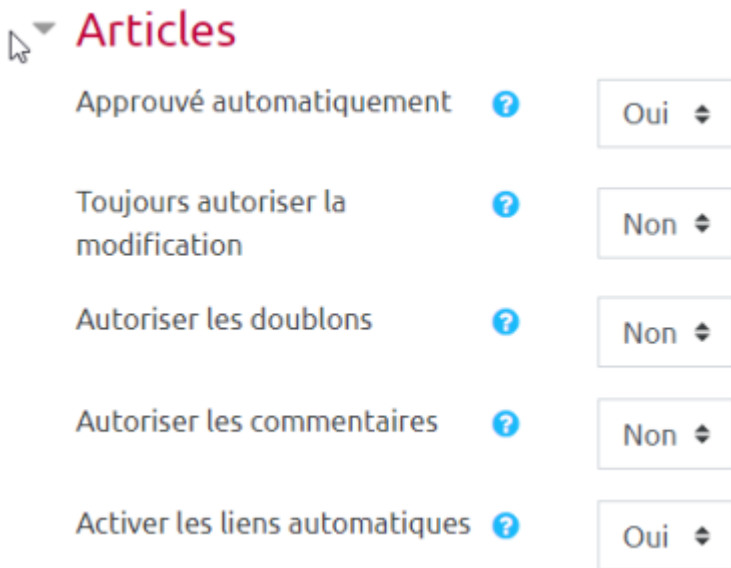 Articles
Approuvé automatiquement ? Oui
Toujours autoriser la
modification ? Non
Autoriser les doublons ? Non
Autoriser les commentaires ? Non
Activer les liens automatiques ? Oui